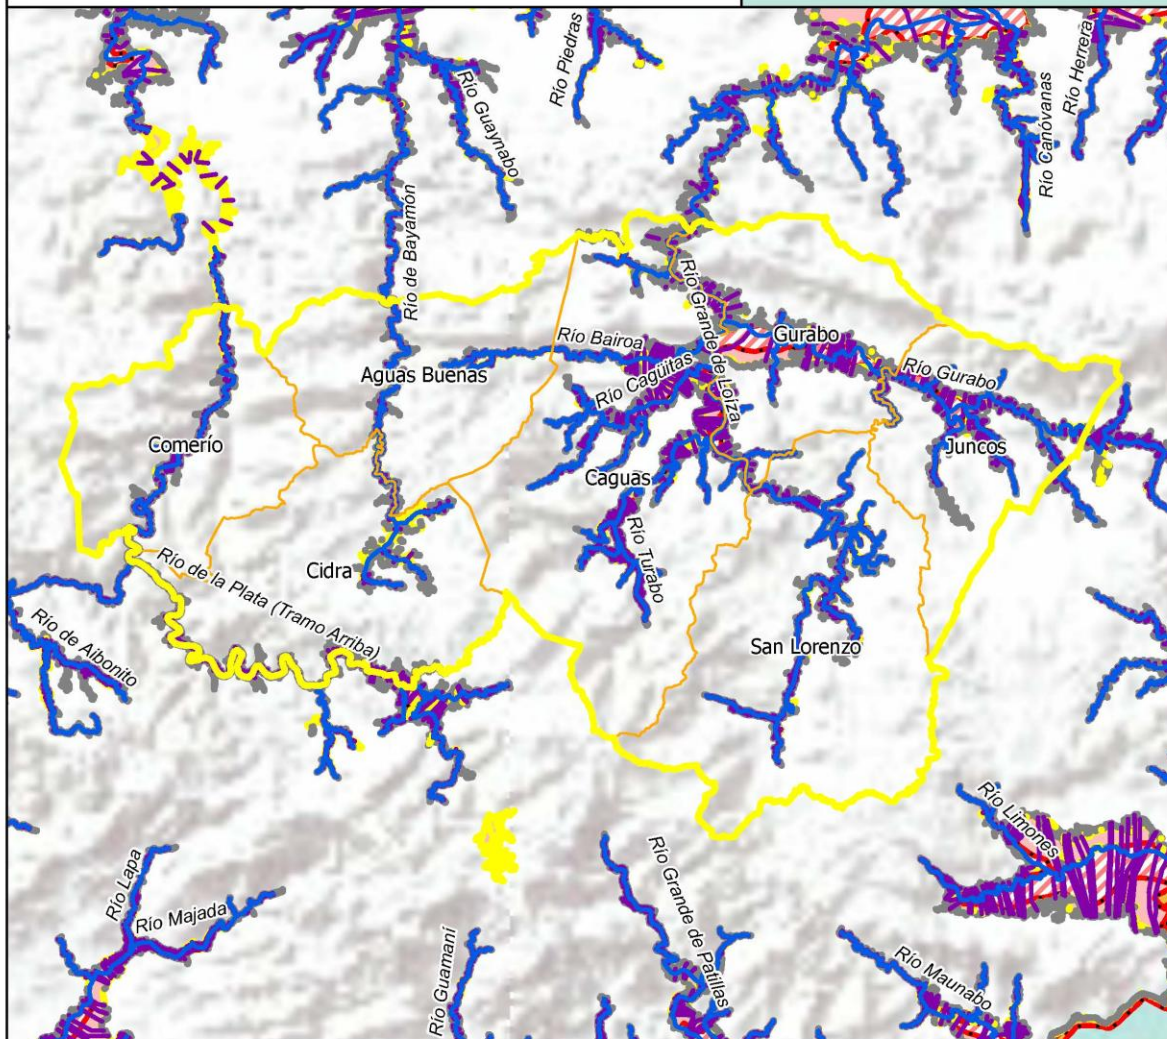 Río Piedras
Río Herrera
Río Guaynabo
Río Canóvanas
Río de Bayamón
Río Grande de Loíza
Río Bairoa
Gurabo
Río Cagüitas
Río Gurabo
Aguas Buenas
Comerío
Juncos
Caguas
Río Turabo
Cidra
Río de la Plata (Tramo Arriba)
Río de Aibonito
San Lorenzo
Río Limones
Río Lapa
Río Majada
Río Grande de Patillas
Río Guamaní
Río Maunabo